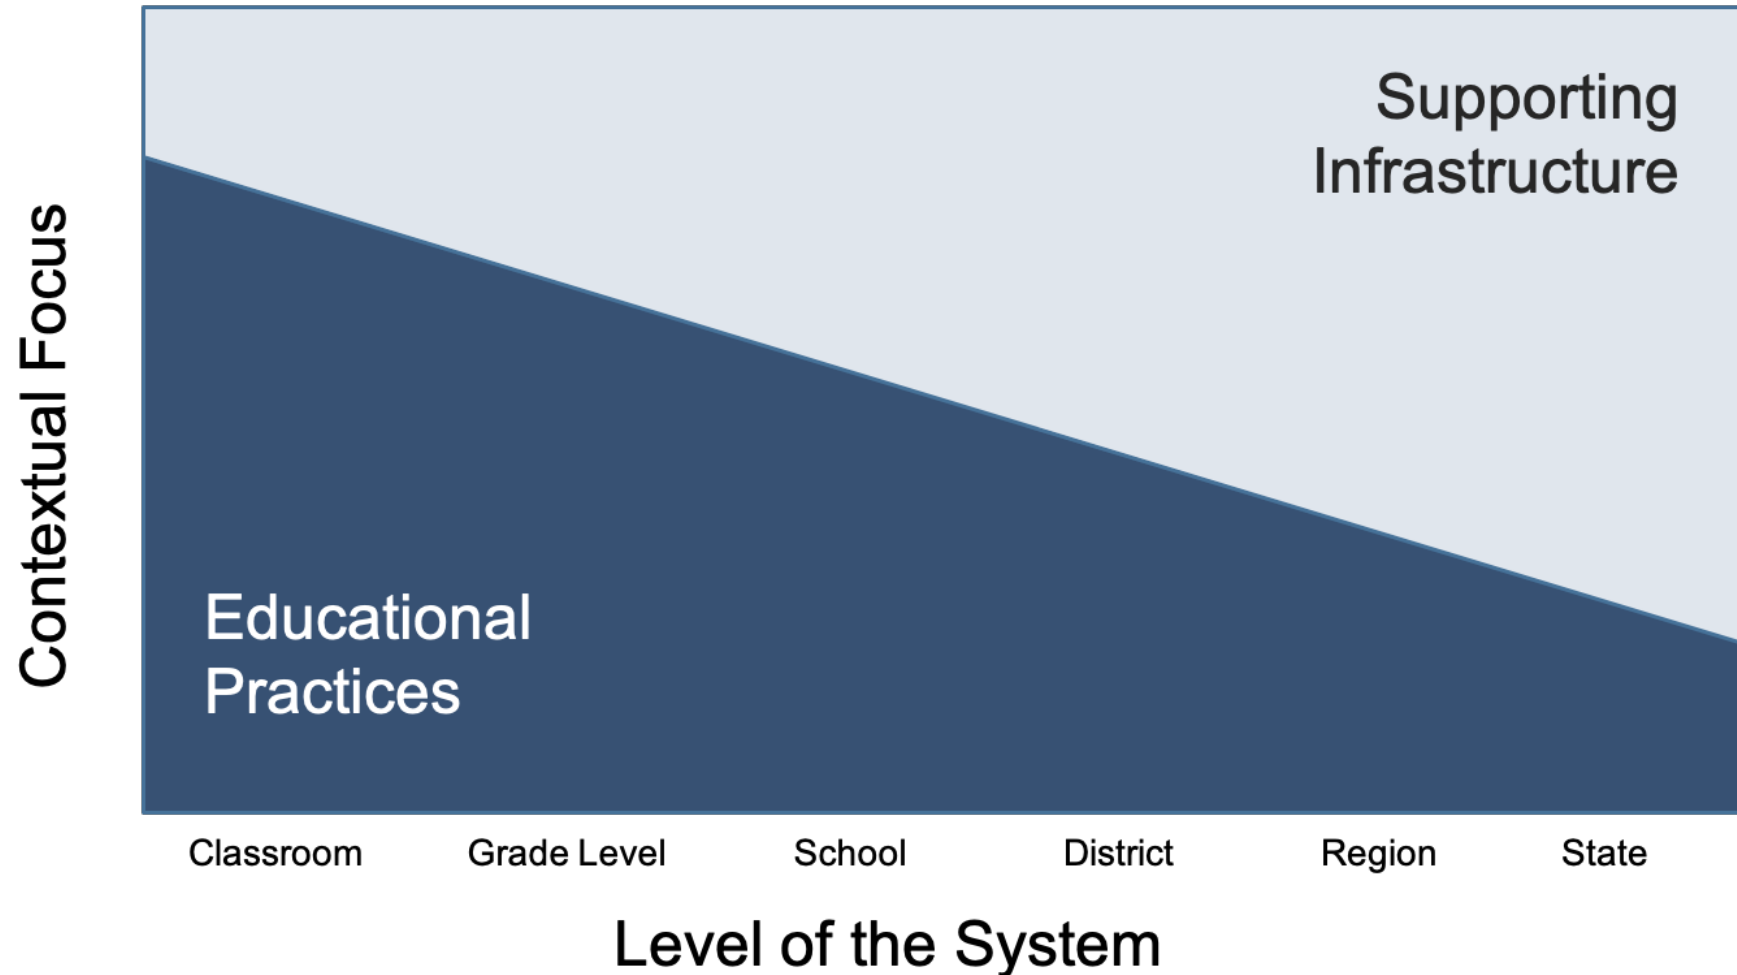 Supporting
Infrastructure
Contextual Focus
Educational
Practices
Classroom
Grade Level
School
District
Region
State
Level of the System